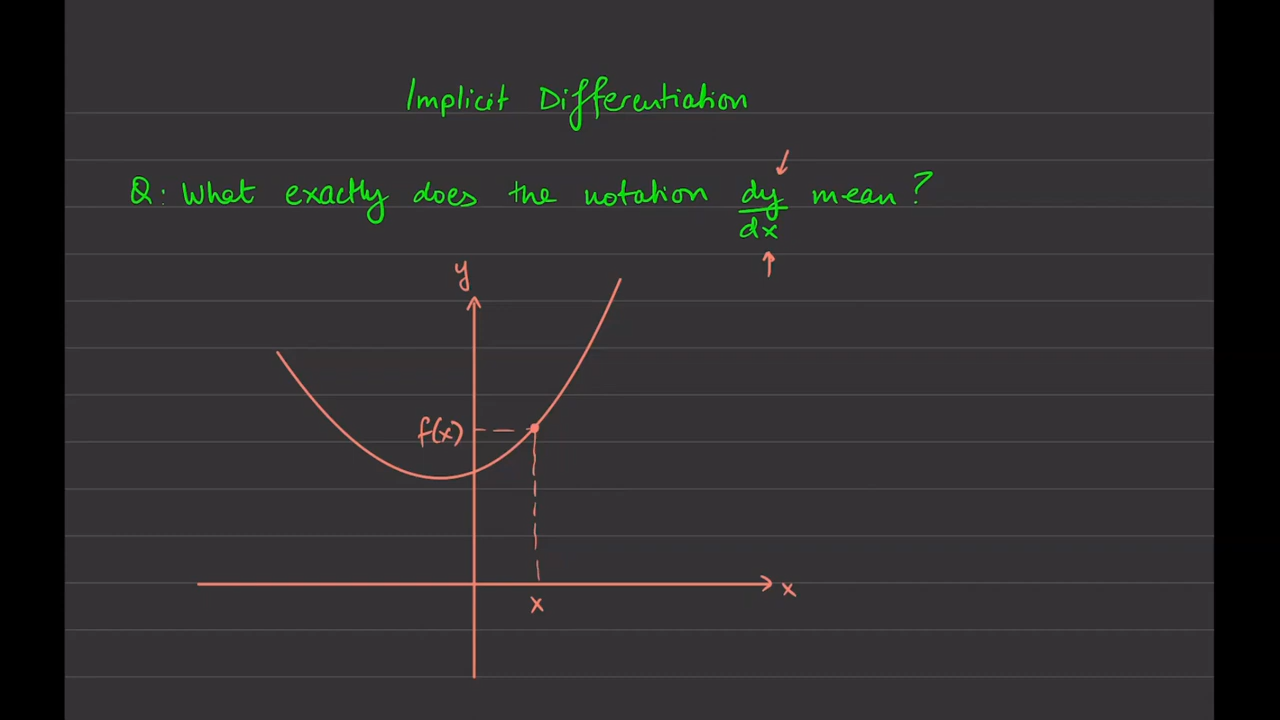 Implicit Differentiation
Q: What exactly does the notation dy/dx mean?
y
f(x)
x
x